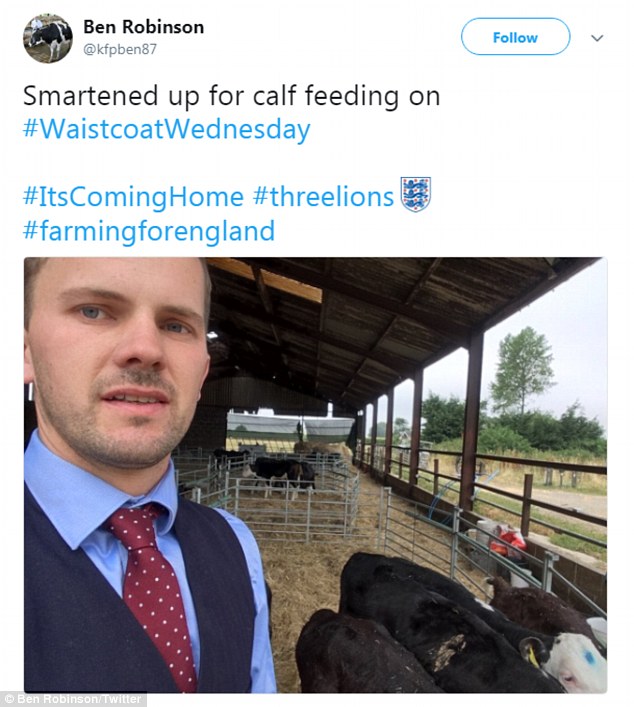 Ben Robinson
@kfpben87
Follow
Smartened up for calf feeding on
#WaistcoatWednesday
#ItsComingHome #threelions
#farmingforengland
© Ben Robinson/Twitter